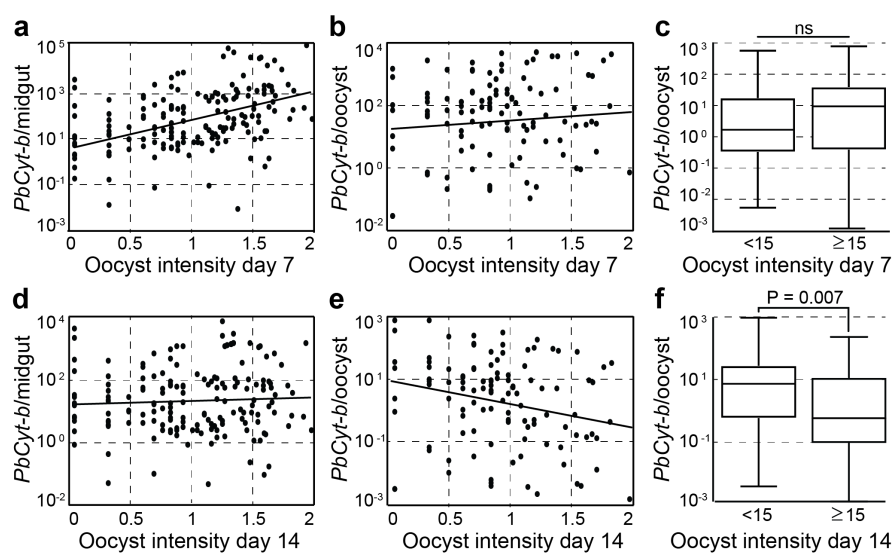 a
PbCyt-b/midgut
10^5
10^3
10^1
10^-1
10^-3
0 0.5 1 1.5 2
Oocyst intensity day 7
b
PbCyt-b/oocyst
10^4
10^2
10^0
10^-2
0 0.5 1 1.5 2
Oocyst intensity day 7
c
ns
PbCyt-b/oocyst
10^3
10^2
10^1
10^0
10^-1
10^-2
10^-3
<15 ≥15
Oocyst intensity day 7
d
PbCyt-b/midgut
10^4
10^2
10^0
10^-2
0 0.5 1 1.5 2
Oocyst intensity day 14
e
PbCyt-b/oocyst
10^3
10^1
10^-1
10^-3
0 0.5 1 1.5 2
Oocyst intensity day 14
f
P = 0.007
PbCyt-b/oocyst
10^3
10^1
10^-1
10^-3
<15 ≥15
Oocyst intensity day 14